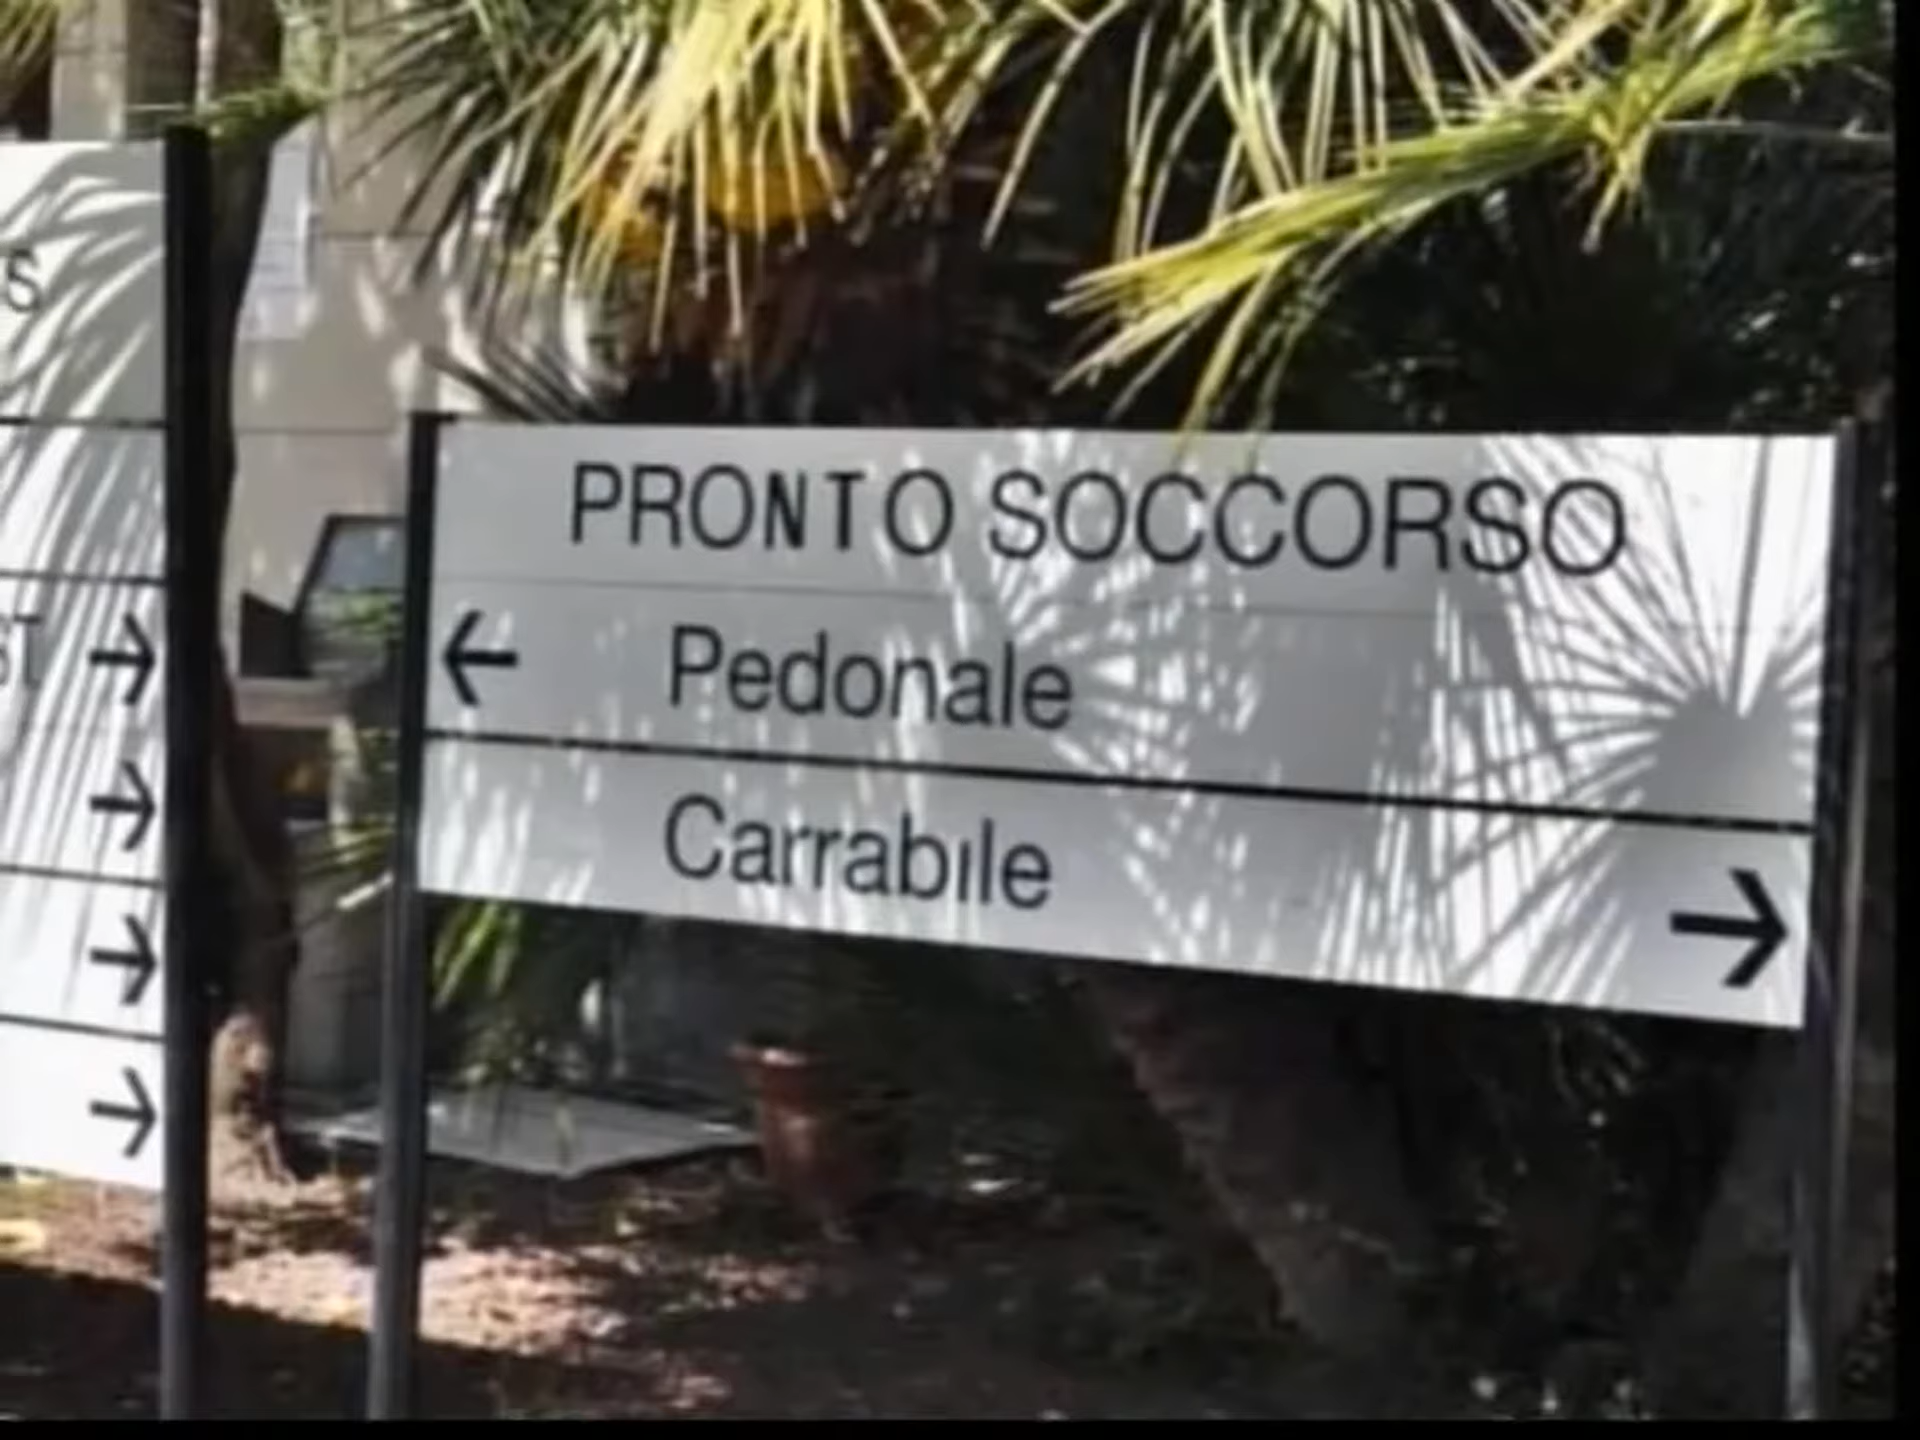 S
PRONTO SOCCORSO
← Pedonale
Carrabile →